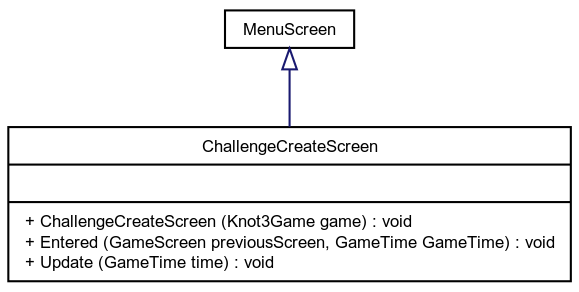 MenuScreen
ChallengeCreateScreen
+ ChallengeCreateScreen (Knot3Game game) : void
+ Entered (GameScreen previousScreen, GameTime GameTime) : void
+ Update (GameTime time) : void